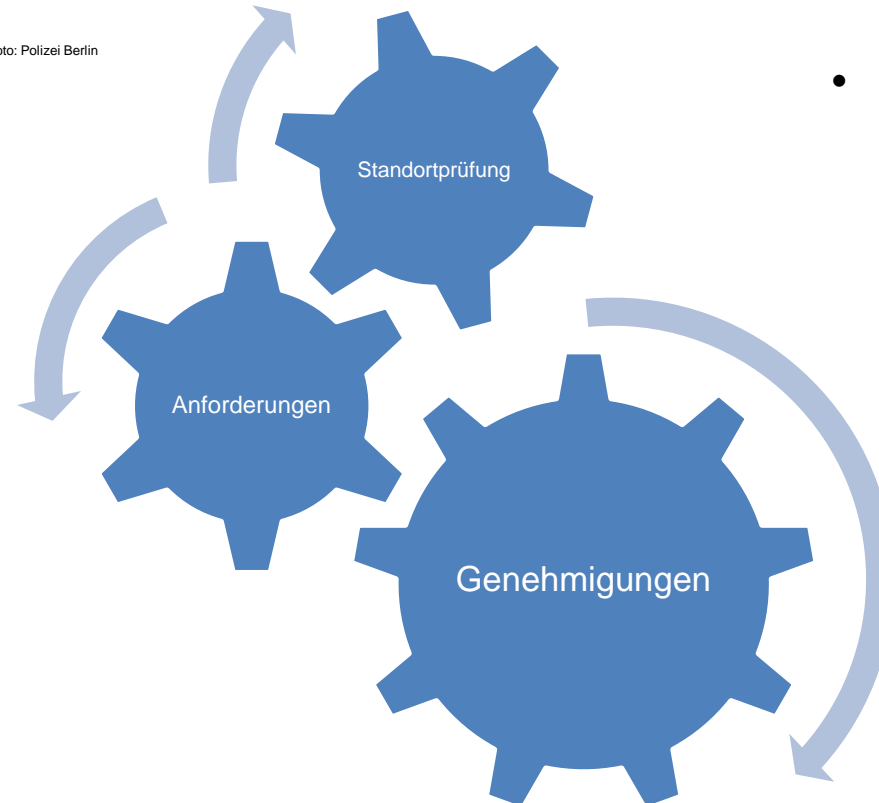 oto: Polizei Berlin
•
Standortprüfung
Anforderungen
Genehmigungen